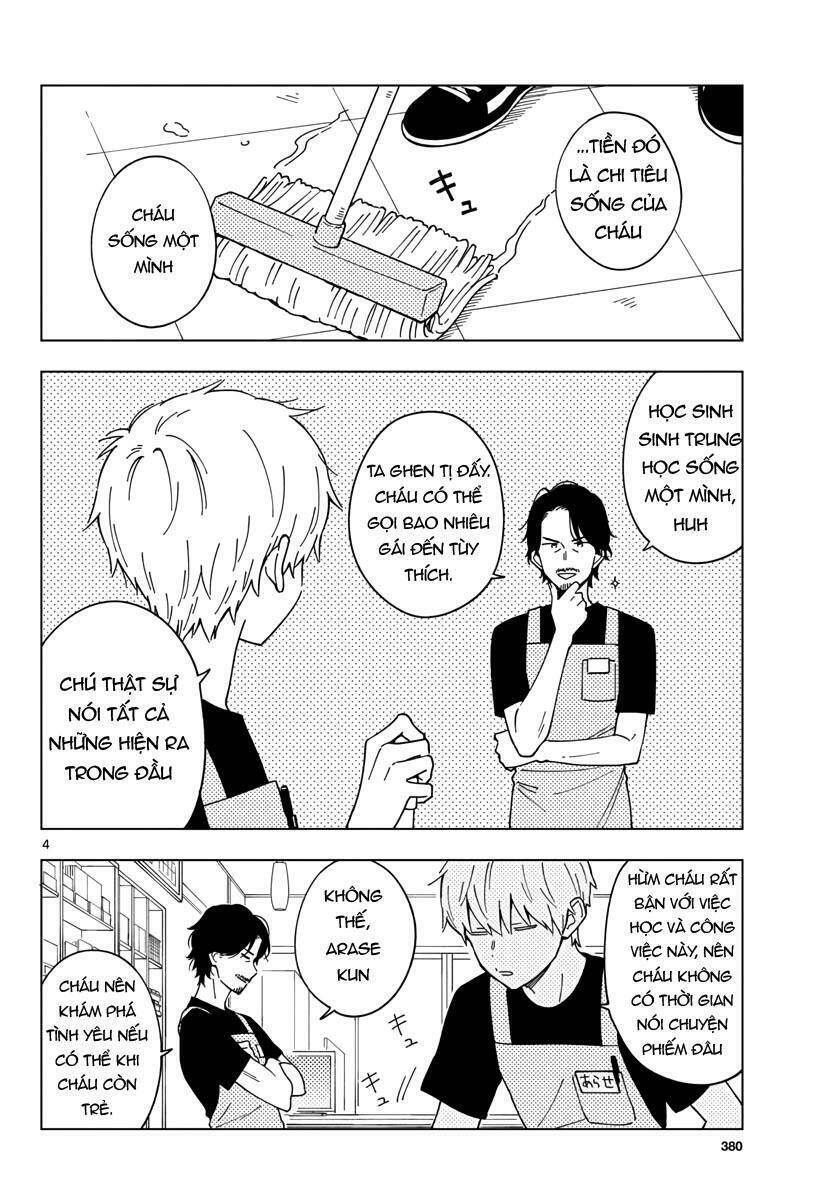 ...TIỀN ĐÓ
LÀ CHI TIÊU
SỐNG CỦA
CHÁU
キュ
CHÁU
SỐNG MỘT
MÌNH
HỌC SINH
SINH TRUNG
HỌC SỐNG
MỘT MÌNH,
HUH
TA GHEN TỊ ĐẤY.
CHÁU CÓ THỂ
GỌI BAO NHIÊU
GÁI ĐẾN TÙY
THÍCH.
CHÚ THẬT SỰ
NÓI TẤT CẢ
NHỮNG HIỆN RA
TRONG ĐẦU
4
HỪM CHÁU RẤT
BẬN VỚI VIỆC
HỌC VÀ CÔNG
VIỆC NÀY, NÊN
CHÁU KHÔNG
CÓ THỜI GIAN
NÓI CHUYỆN
PHIẾM ĐÂU
あらせ
キュ
キュ
KHÔNG
THẾ,
ARASE
KUN
CHÁU NÊN
KHÁM PHÁ
TÌNH YÊU NẾU
CÓ THỂ KHI
CHÁU CÒN
TRẺ.
380